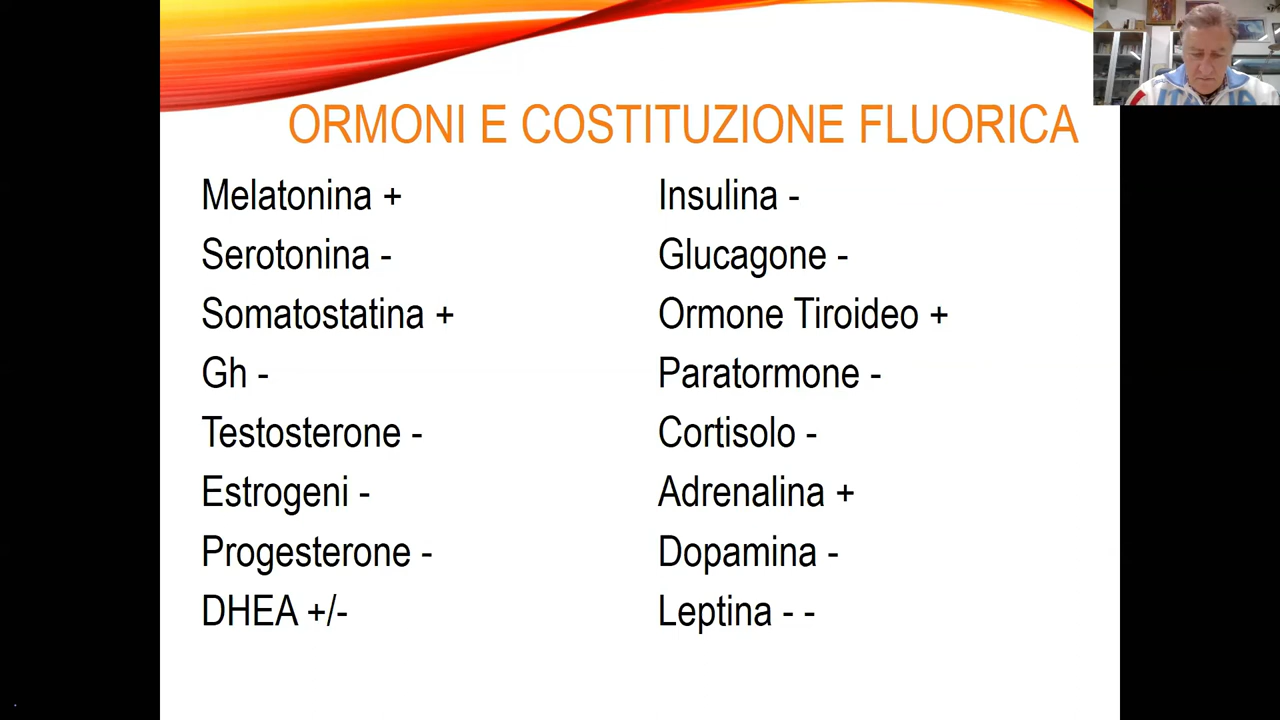 ORMONI E COSTITUZIONE FLUORICA
Melatonina +
Serotonina -
Somatostatina +
Gh -
Testosterone -
Estrogeni -
Progesterone -
DHEA +/-
Insulina -
Glucagone -
Ormone Tiroideo +
Paratormone -
Cortisolo -
Adrenalina +
Dopamina -
Leptina - -